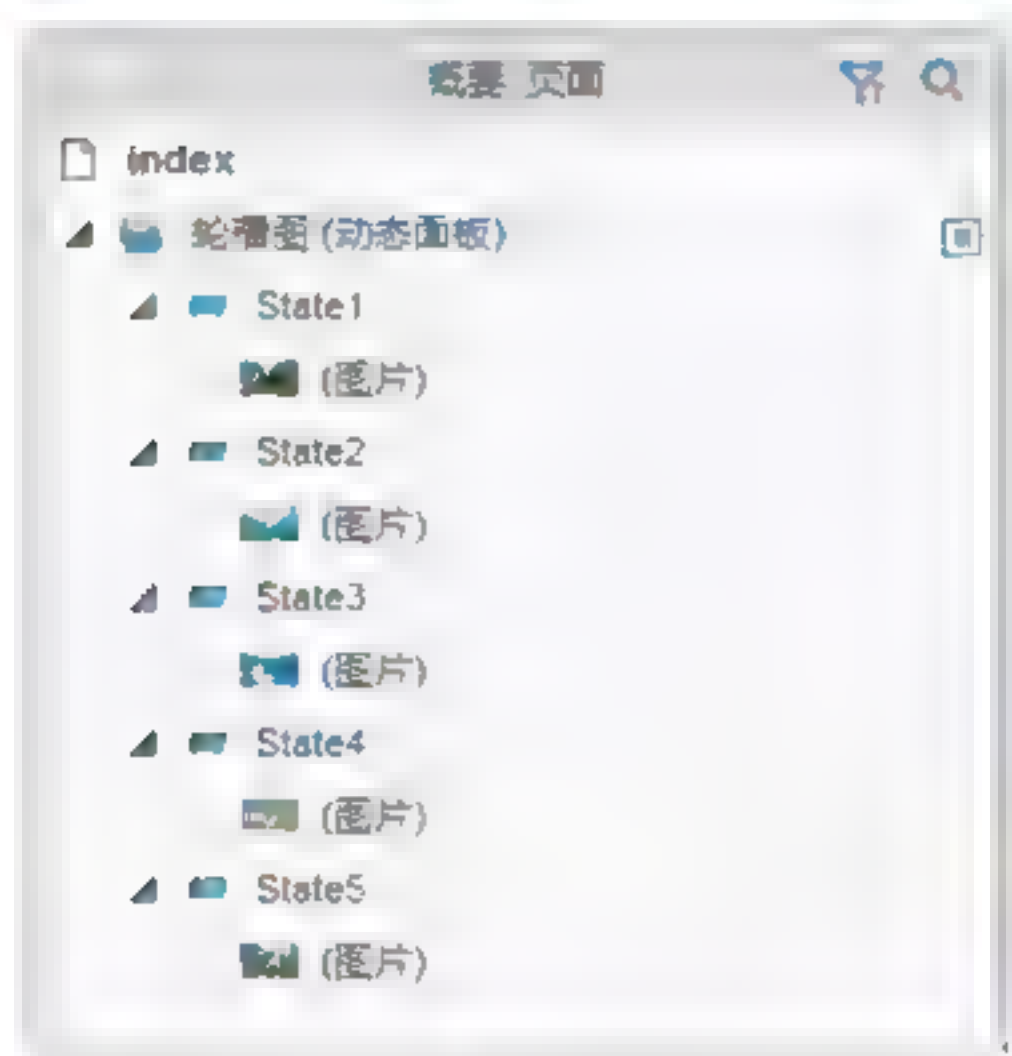 概要 页面
index
轮播图 (动态面板)
State1
(图片)
State2
(图片)
State3
(图片)
State4
(图片)
State5
(图片)